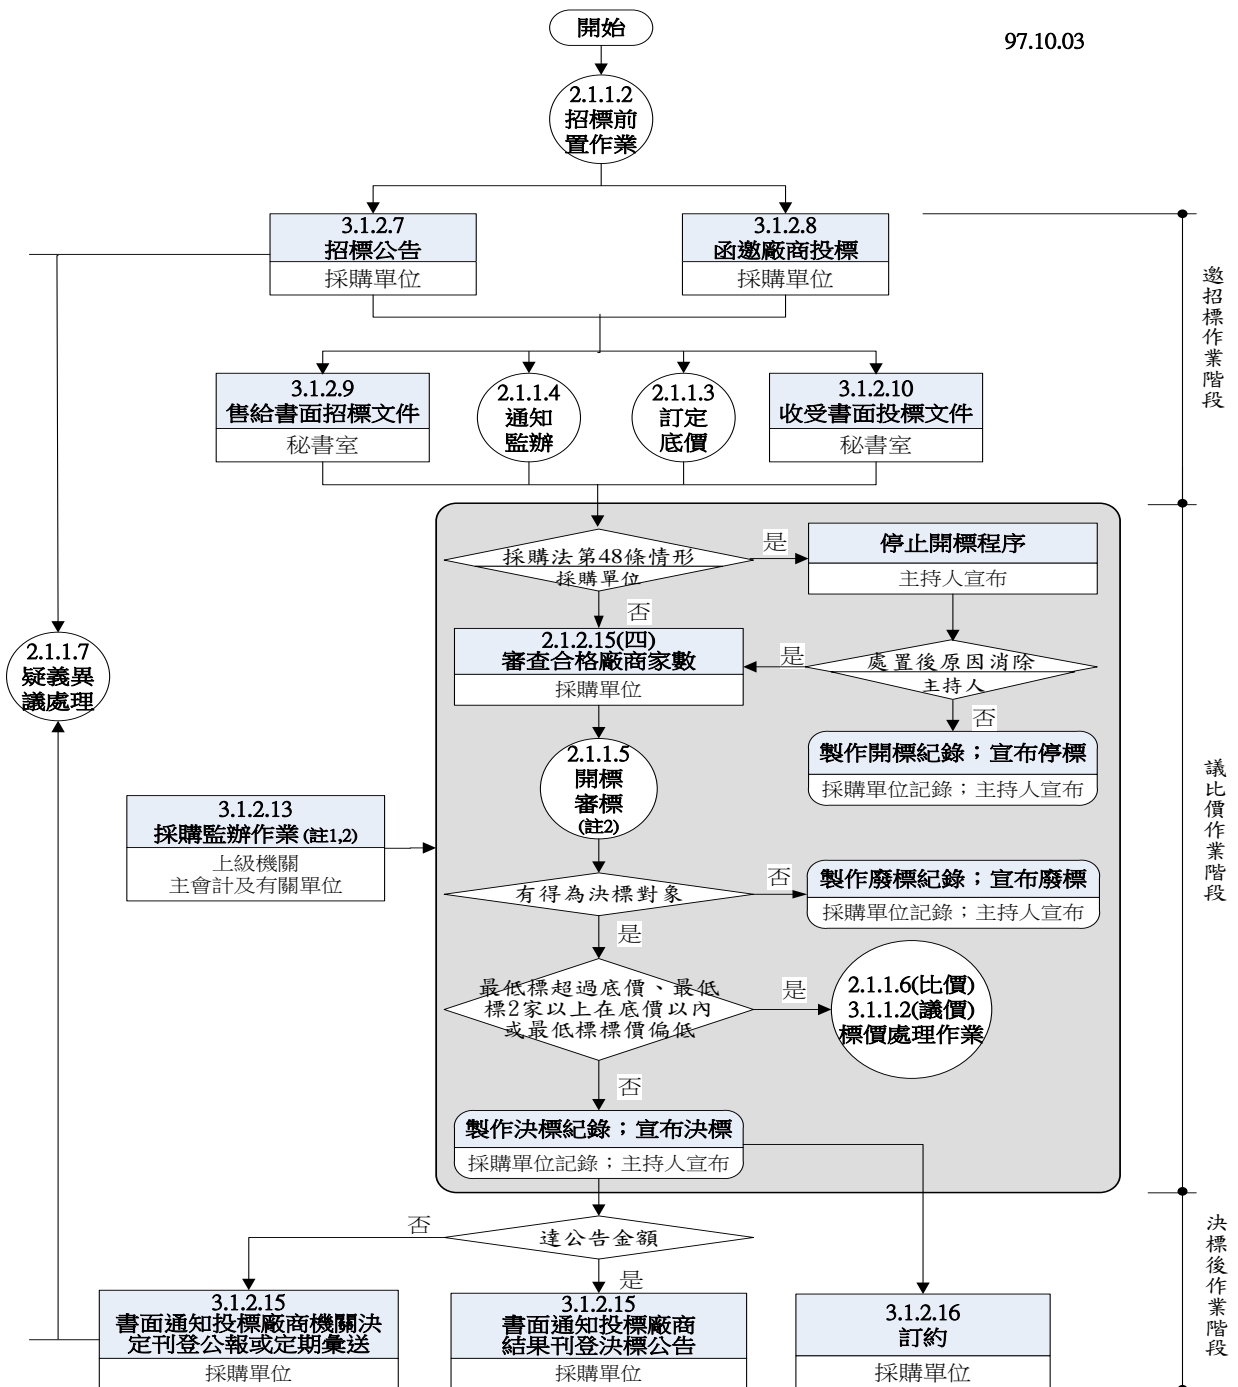 開始
97.10.03
2.1.1.2
招標前
置作業
3.1.2.7
招標公告
採購單位
3.1.2.8
函邀廠商投標
採購單位
邀招標作業階段
3.1.2.9
售給書面招標文件
秘書室
2.1.1.4
通知
監辦
2.1.1.3
訂定
底價
3.1.2.10
收受書面投標文件
秘書室
採購法第48條情形
採購單位
是
停止開標程序
主持人宣布
否
2.1.2.15(四)
審查合格廠商家數
採購單位
是
處置後原因消除
主持人
否
製作開標紀錄；宣布停標
採購單位記錄；主持人宣布
2.1.1.7
疑義異
議處理
2.1.1.5
開標
審標
(註2)
議比價作業階段
3.1.2.13
採購監辦作業(註1,2)
上級機關
主會計及有關單位
有得為決標對象
否
製作廢標紀錄；宣布廢標
採購單位記錄；主持人宣布
是
最低標超過底價、最低
標2家以上在底價以內
或最低標標價偏低
是
2.1.1.6(比價)
3.1.1.2(議價)
標價處理作業
否
製作決標紀錄；宣布決標
採購單位記錄；主持人宣布
達公告金額
否
是
決標後作業階段
3.1.2.15
書面通知投標廠商機關決
定刊登公報或定期彙送
採購單位
3.1.2.15
書面通知投標廠商
結果刊登決標公告
採購單位
3.1.2.16
訂約
採購單位